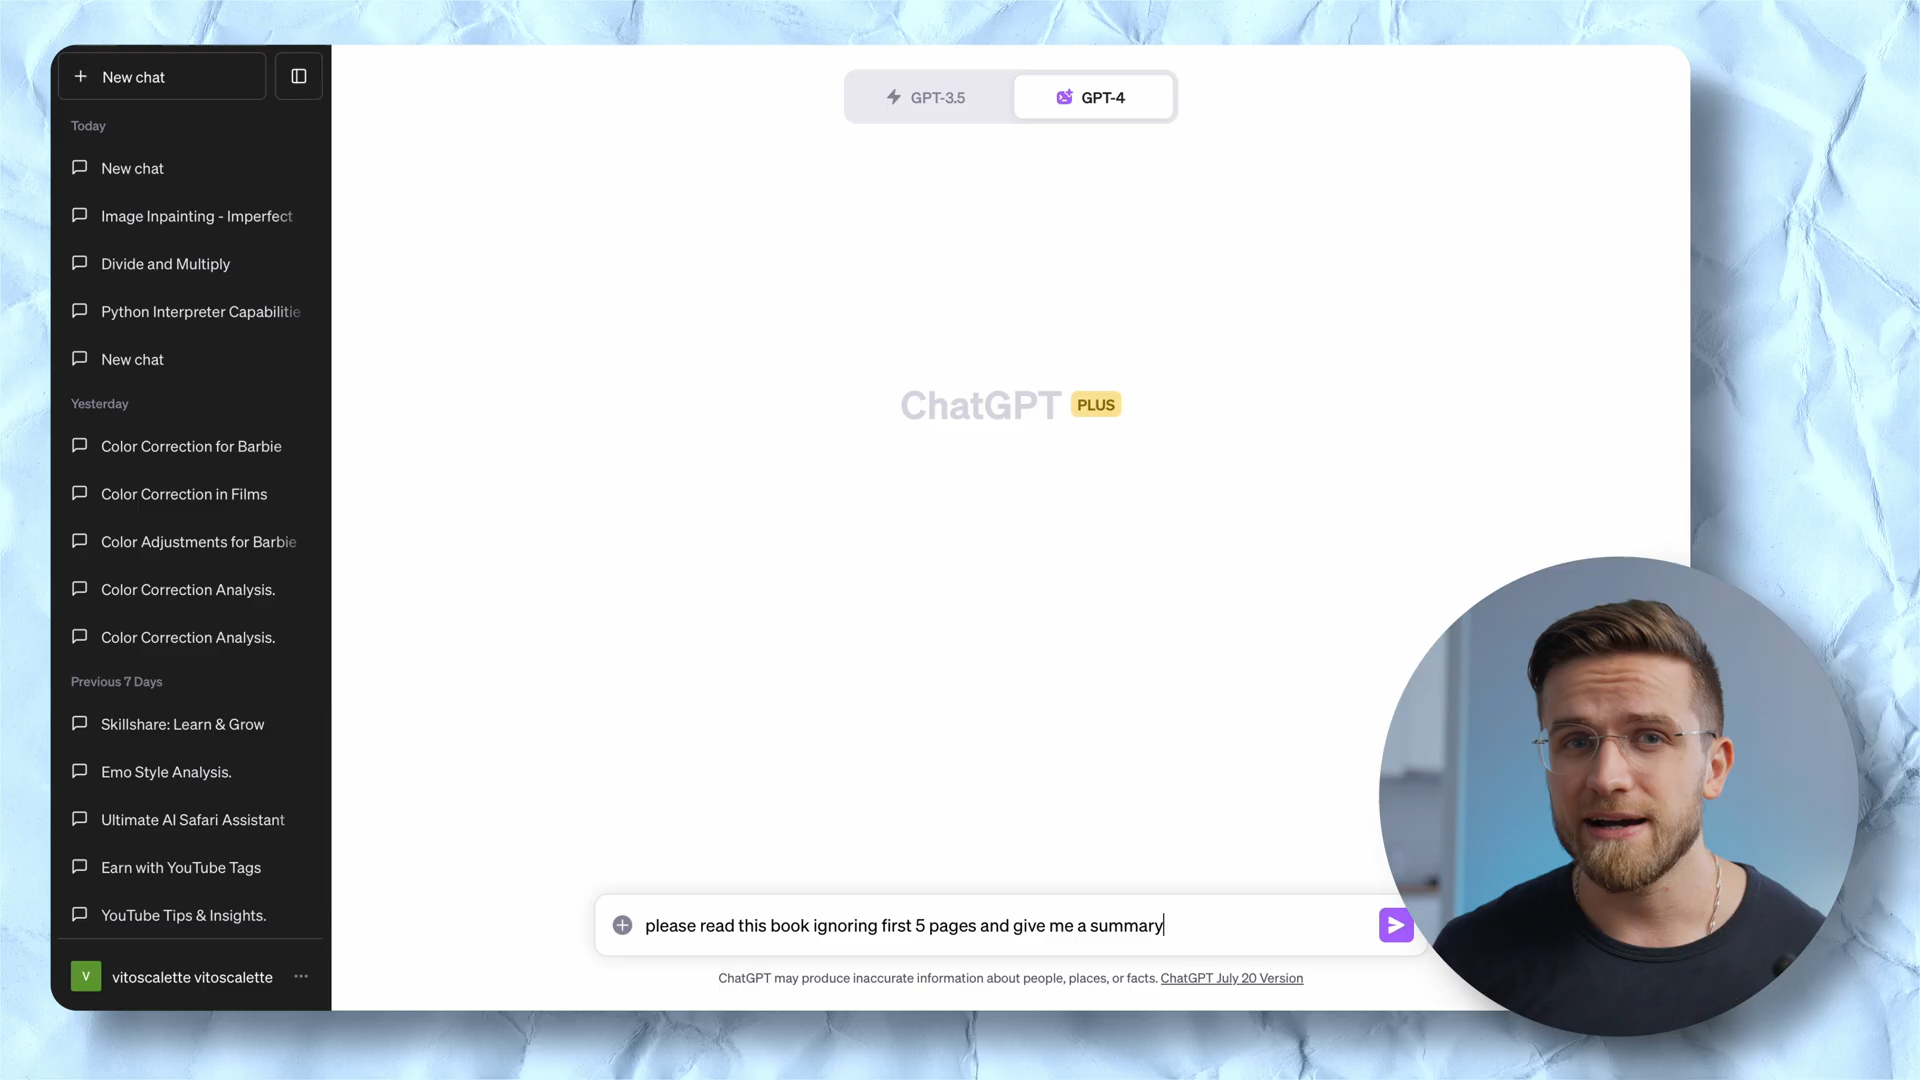 New chat
Today
New chat
Image Inpainting - Imperfect
Divide and Multiply
Python Interpreter Capabilitie
New chat
Yesterday
Color Correction for Barbie
Color Correction in Films
Color Adjustments for Barbie
Color Correction Analysis.
Color Correction Analysis.
Previous 7 Days
Skillshare: Learn & Grow
Emo Style Analysis.
Ultimate AI Safari Assistant
Earn with YouTube Tags
YouTube Tips & Insights.
V vitoscalette vitoscalette
GPT-3.5 GPT-4
ChatGPT PLUS
please read this book ignoring first 5 pages and give me a summary
ChatGPT may produce inaccurate information about people, places, or facts. ChatGPT July 20 Version